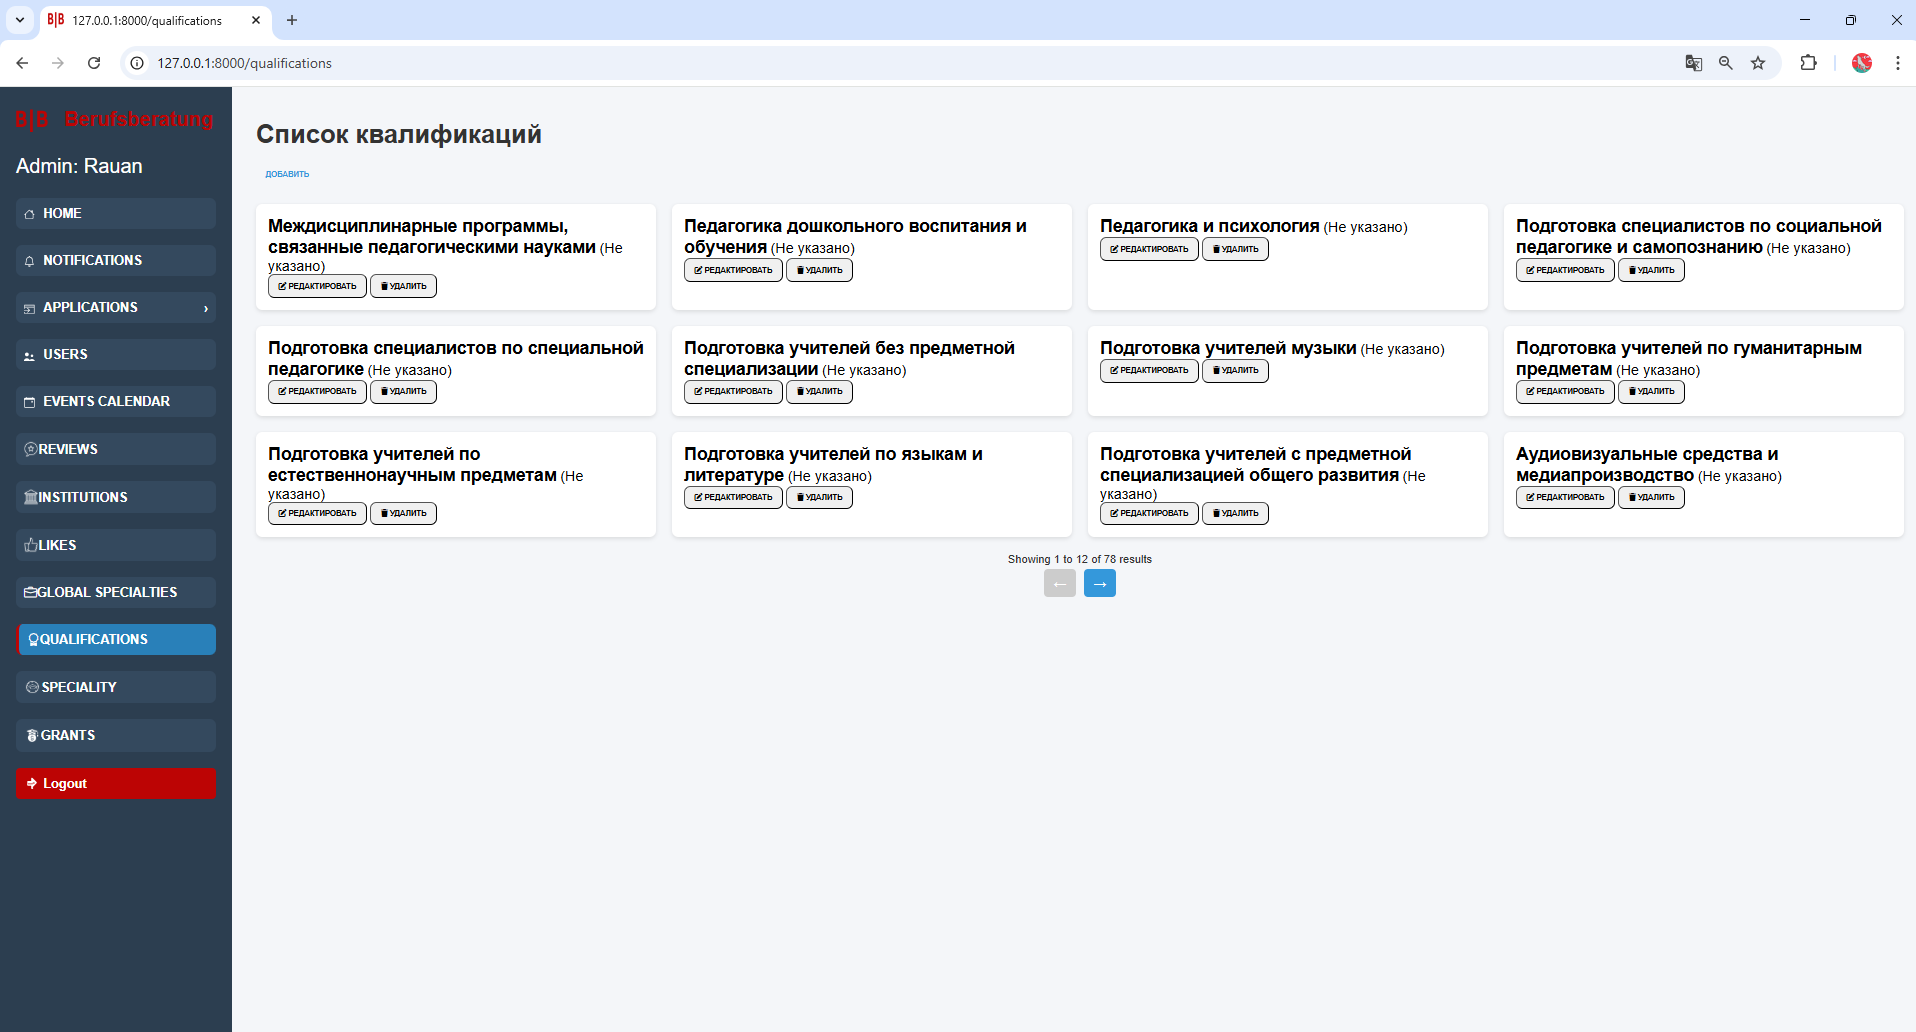 B|B 127.0.0.1:8000/qualifications
127.0.0.1:8000/qualifications
B|B Berufsberatung
Admin: Rauan
HOME
NOTIFICATIONS
APPLICATIONS ›
USERS
EVENTS CALENDAR
REVIEWS
INSTITUTIONS
LIKES
GLOBAL SPECIALTIES
QUALIFICATIONS
SPECIALITY
GRANTS
Logout
Список квалификаций
ДОБАВИТЬ
Междисциплинарные программы,
связанные педагогическими науками (Не
указано)
РЕДАКТИРОВАТЬ УДАЛИТЬ
Педагогика дошкольного воспитания и
обучения (Не указано)
РЕДАКТИРОВАТЬ УДАЛИТЬ
Педагогика и психология (Не указано)
РЕДАКТИРОВАТЬ УДАЛИТЬ
Подготовка специалистов по социальной
педагогике и самопознанию (Не указано)
РЕДАКТИРОВАТЬ УДАЛИТЬ
Подготовка специалистов по специальной
педагогике (Не указано)
РЕДАКТИРОВАТЬ УДАЛИТЬ
Подготовка учителей без предметной
специализации (Не указано)
РЕДАКТИРОВАТЬ УДАЛИТЬ
Подготовка учителей музыки (Не указано)
РЕДАКТИРОВАТЬ УДАЛИТЬ
Подготовка учителей по гуманитарным
предметам (Не указано)
РЕДАКТИРОВАТЬ УДАЛИТЬ
Подготовка учителей по
естественнонаучным предметам (Не
указано)
РЕДАКТИРОВАТЬ УДАЛИТЬ
Подготовка учителей по языкам и
литературе (Не указано)
РЕДАКТИРОВАТЬ УДАЛИТЬ
Подготовка учителей с предметной
специализацией общего развития (Не
указано)
РЕДАКТИРОВАТЬ УДАЛИТЬ
Аудиовизуальные средства и
медиапроизводство (Не указано)
РЕДАКТИРОВАТЬ УДАЛИТЬ
Showing 1 to 12 of 78 results
← →